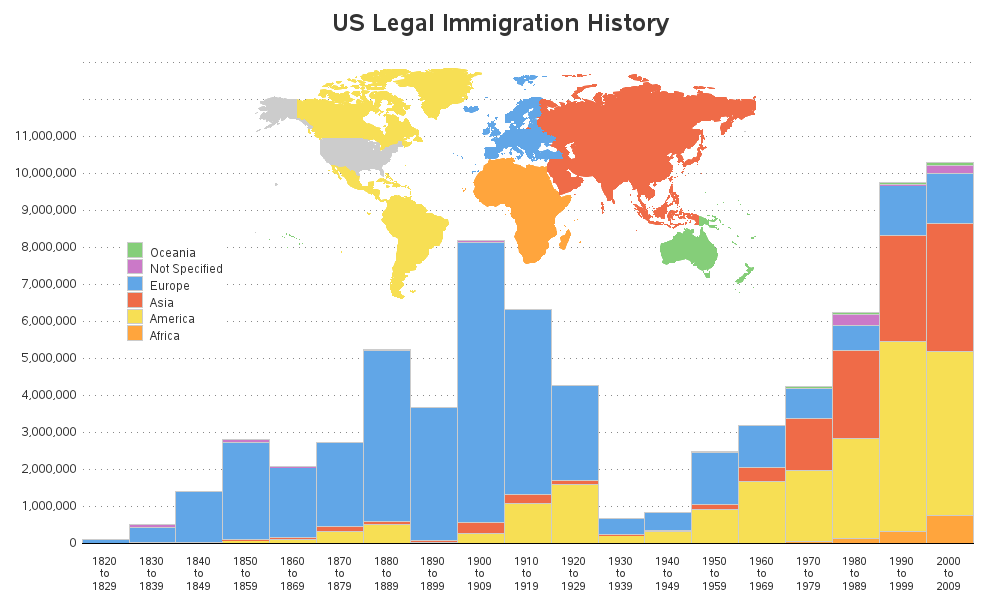 US Legal Immigration History
11,000,000
10,000,000
9,000,000
8,000,000
7,000,000
6,000,000
5,000,000
4,000,000
3,000,000
2,000,000
1,000,000
0
Oceania
Not Specified
Europe
Asia
America
Africa
1820 to 1829
1830 to 1839
1840 to 1849
1850 to 1859
1860 to 1869
1870 to 1879
1880 to 1889
1890 to 1899
1900 to 1909
1910 to 1919
1920 to 1929
1930 to 1939
1940 to 1949
1950 to 1959
1960 to 1969
1970 to 1979
1980 to 1989
1990 to 1999
2000 to 2009